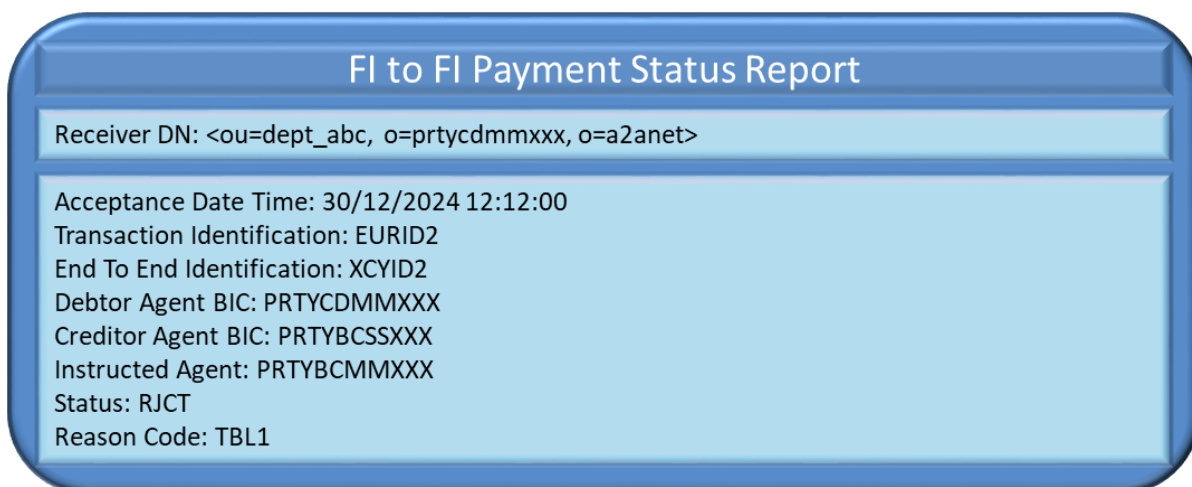 FI to FI Payment Status Report
Receiver DN: <ou=dept_abc, o=prtycdmmxxx, o=a2anet>
Acceptance Date Time: 30/12/2024 12:12:00
Transaction Identification: EURID2
End To End Identification: XCYID2
Debtor Agent BIC: PRTYCDMMXXX
Creditor Agent BIC: PRTYBCSSXXX
Instructed Agent: PRTYBCMMXXX
Status: RJCT
Reason Code: TBL1